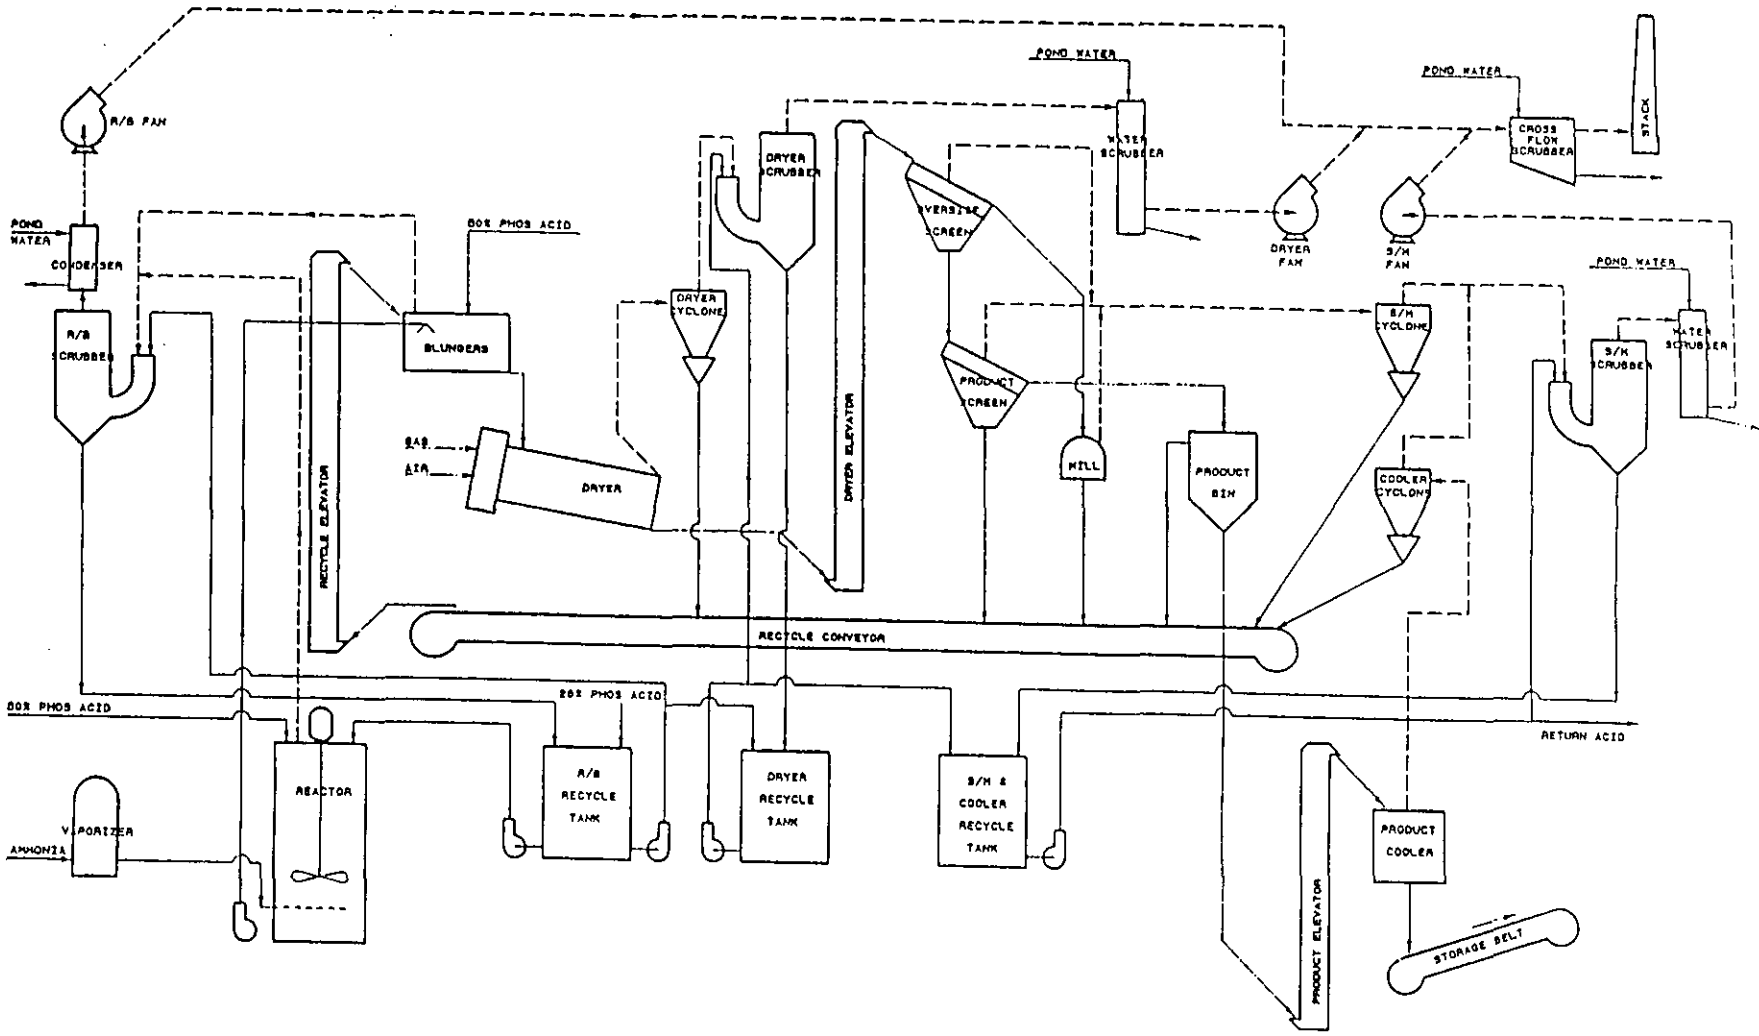 R/B FAN
POND WATER
POND WATER
STACK
CROSS
FLOW
SCRUBBER
WATER
SCRUBBER
DRYER
SCRUBBER
OVERSIZE
SCREEN
DRYER
FAN
S/M
FAN
POND
WATER
CONDENSER
60% PHOS ACID
POND WATER
DRYER
CYCLONE
S/M
CYCLONE
WATER
SCRUBBER
S/M
SCRUBBER
R/B
SCRUBBER
BLUNGERS
PRODUCT
SCREEN
GAS
AIR
DRYER
MILL
PRODUCT
BIN
COOLER
CYCLONE
RECYCLE ELEVATOR
DRYER ELEVATOR
RECYCLE CONVEYOR
28% PHOS ACID
60% PHOS ACID
RETURN ACID
REACTOR
R/B
RECYCLE
TANK
DRYER
RECYCLE
TANK
S/M &
COOLER
RECYCLE
TANK
VAPORIZER
AMMONIA
PRODUCT
COOLER
PRODUCT ELEVATOR
STORAGE BELT